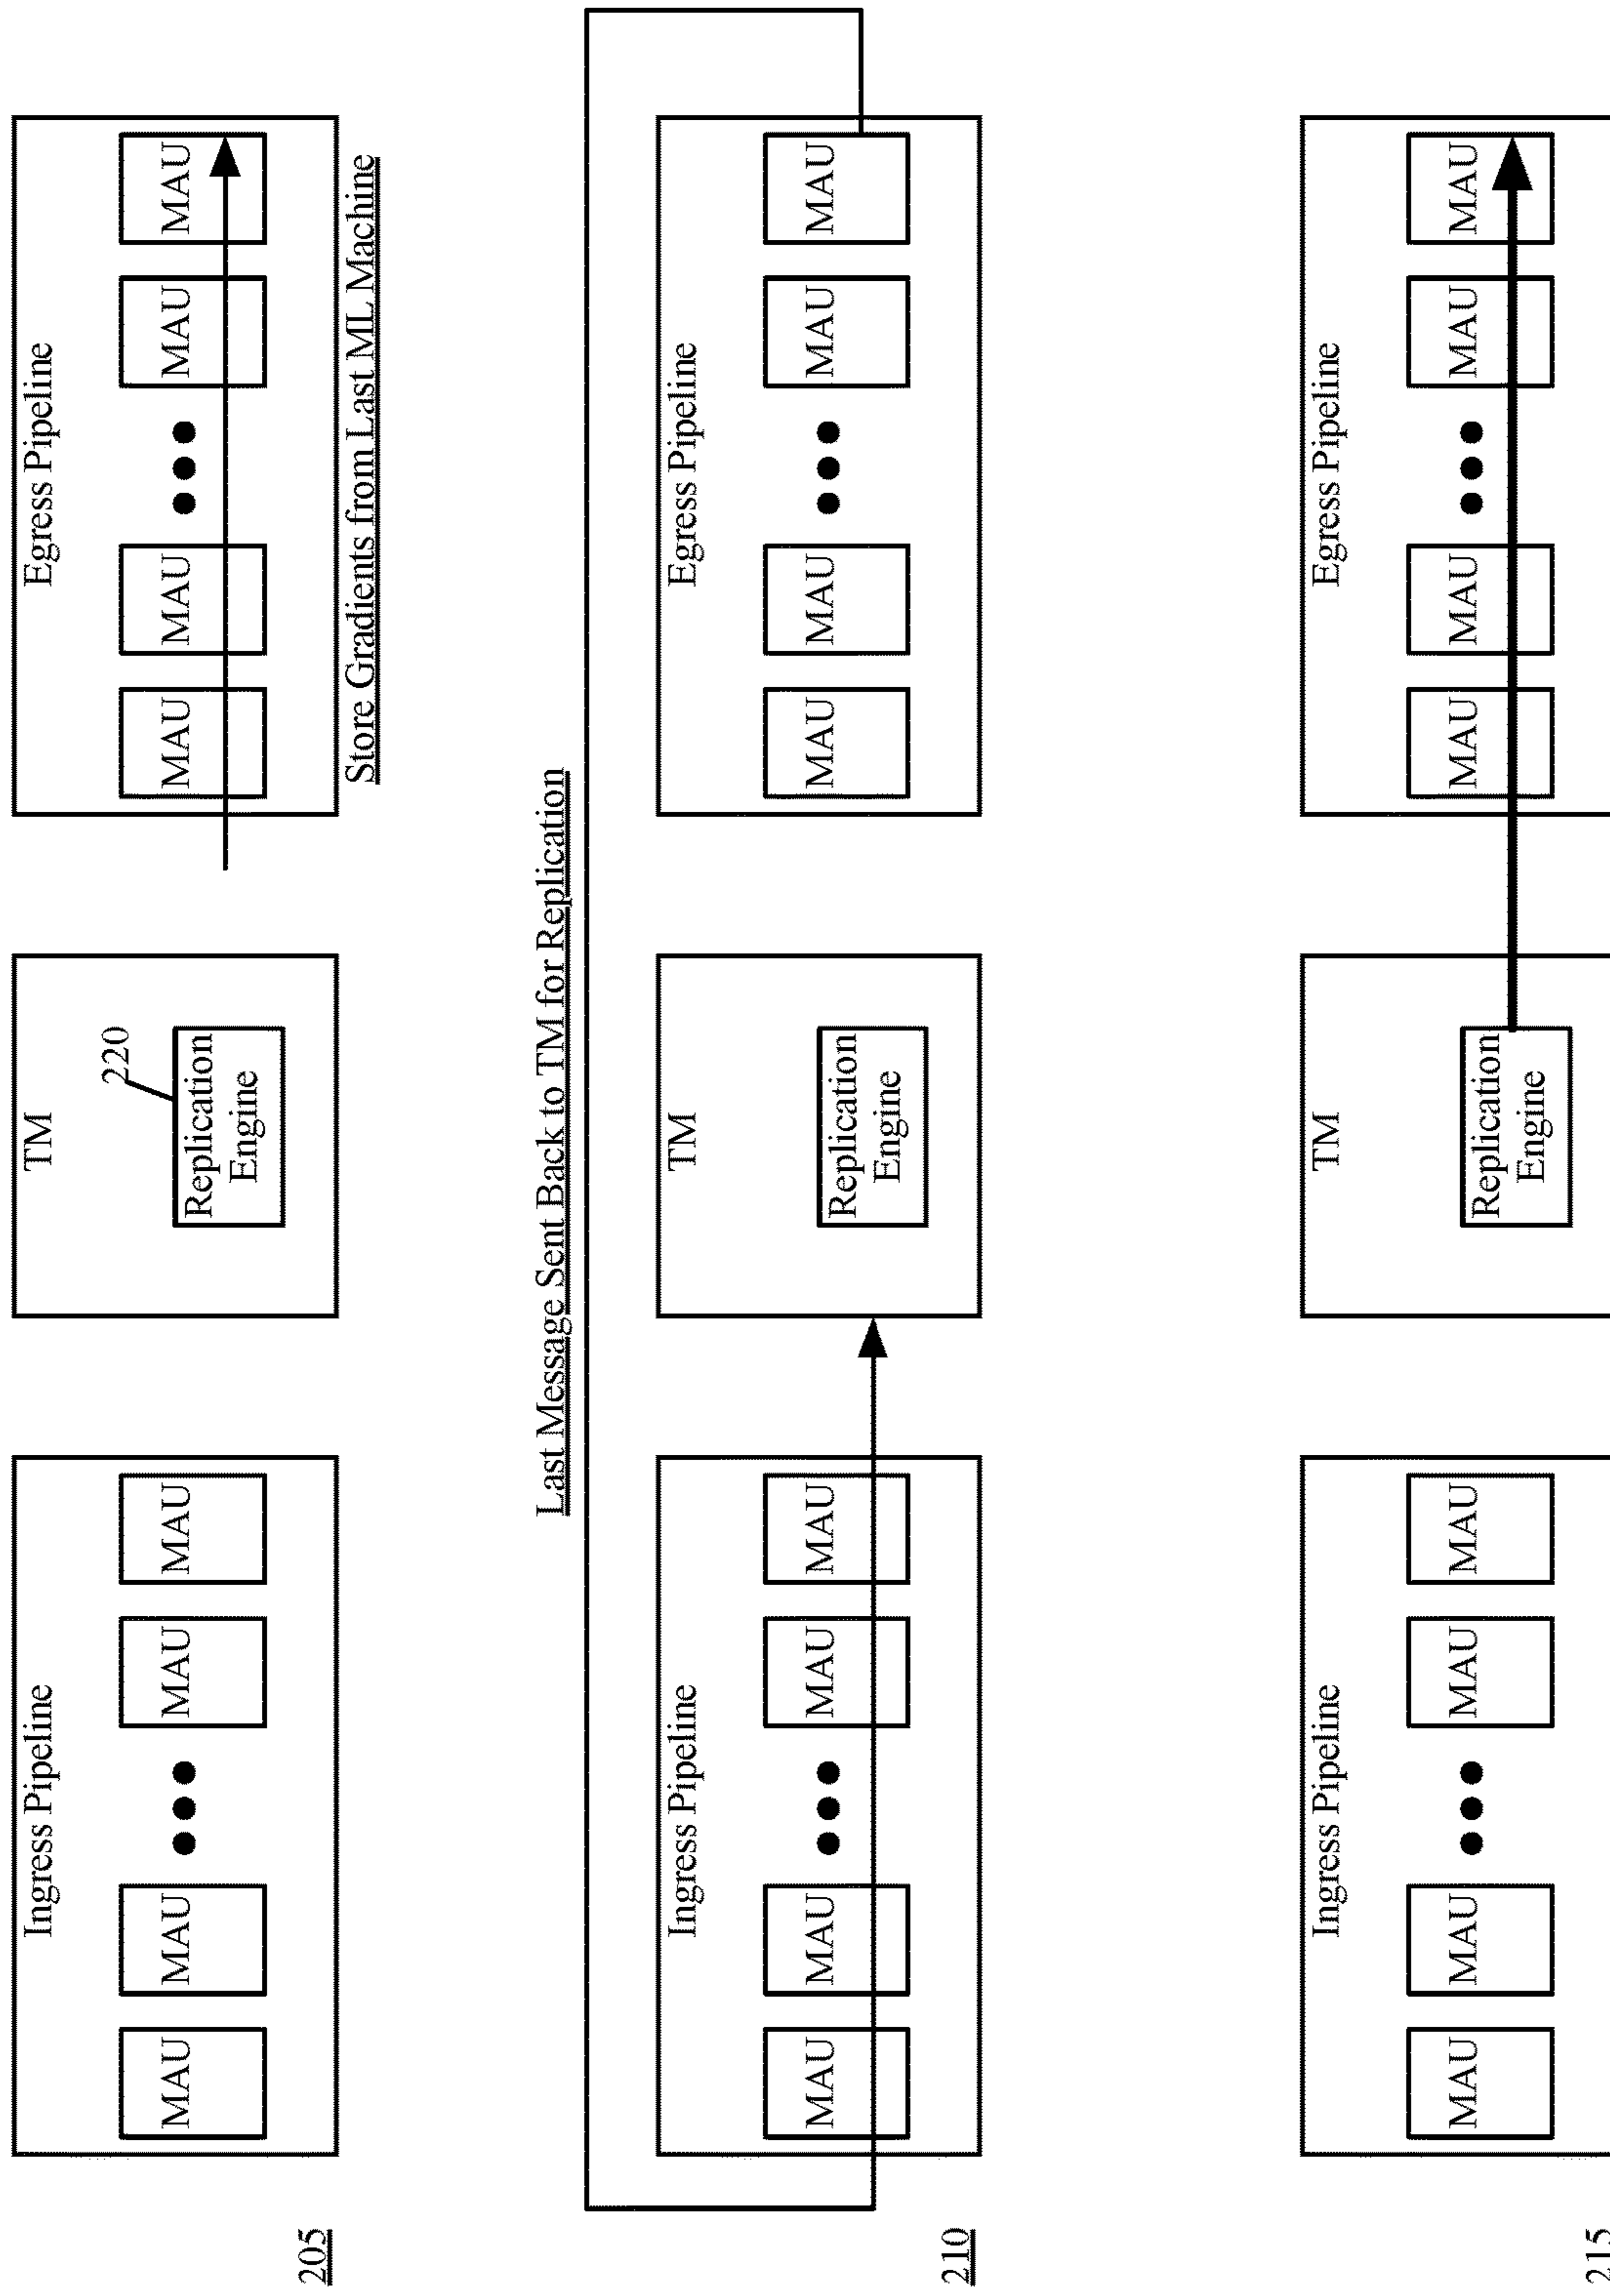 Ingress Pipeline
TM
Egress Pipeline
MAU
MAU
MAU
MAU
220
Replication
Engine
MAU
MAU
MAU
MAU
205
Store Gradients from Last ML Machine
Last Message Sent Back to TM for Replication
Ingress Pipeline
TM
Egress Pipeline
MAU
MAU
MAU
MAU
Replication
Engine
MAU
MAU
MAU
MAU
210
Ingress Pipeline
TM
Egress Pipeline
MAU
MAU
MAU
MAU
Replication
Engine
MAU
MAU
MAU
MAU
215